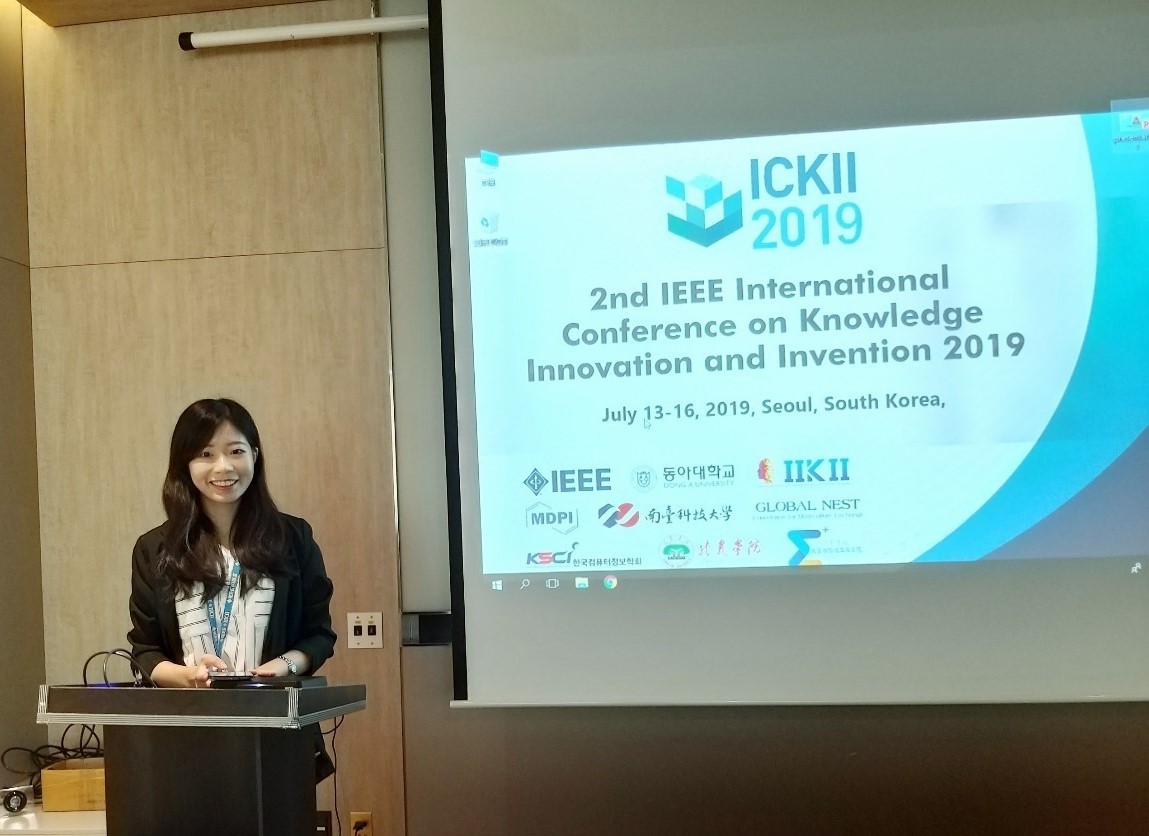 ICKII
2019
2nd IEEE International
Conference on Knowledge
Innovation and Invention 2019
July 13-16, 2019, Seoul, South Korea,
IEEE
동아대학교
DONG-A UNIVERSITY
IIKII
MDPI
南臺科技大學
GLOBAL NEST
KSCi 한국컴퓨터정보학회